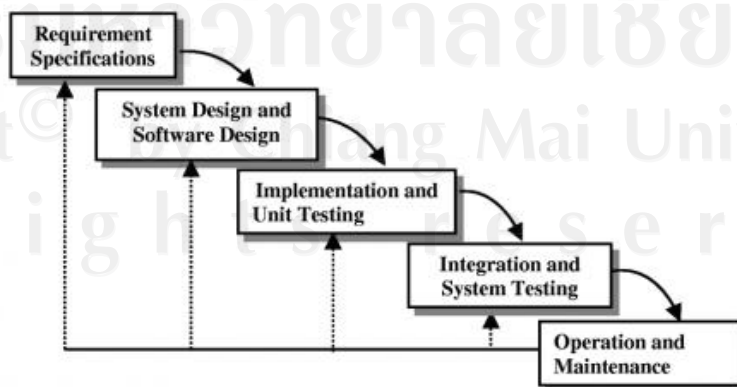 Requirement
Specifications
System Design and
Software Design
Implementation and
Unit Testing
Integration and
System Testing
Operation and
Maintenance